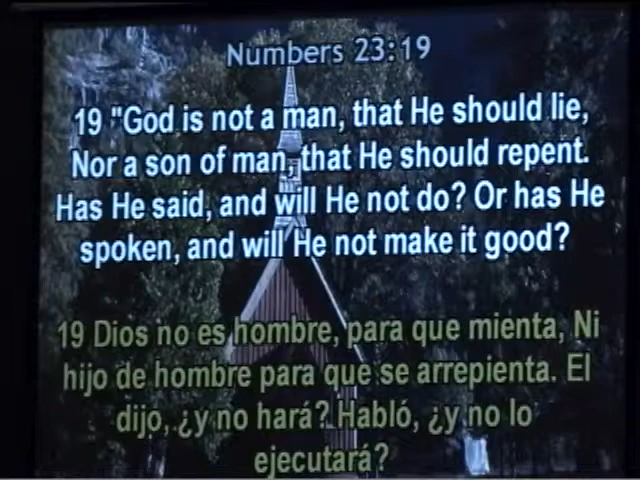 Numbers 23:19
19 "God is not a man, that He should lie,
Nor a son of man, that He should repent.
Has He said, and will He not do? Or has He
spoken, and will He not make it good?
19 Dios no es hombre, para que mienta, Ni
hijo de hombre para que se arrepienta. El
dijo, ¿y no hará? Habló, ¿y no lo
ejecutará?